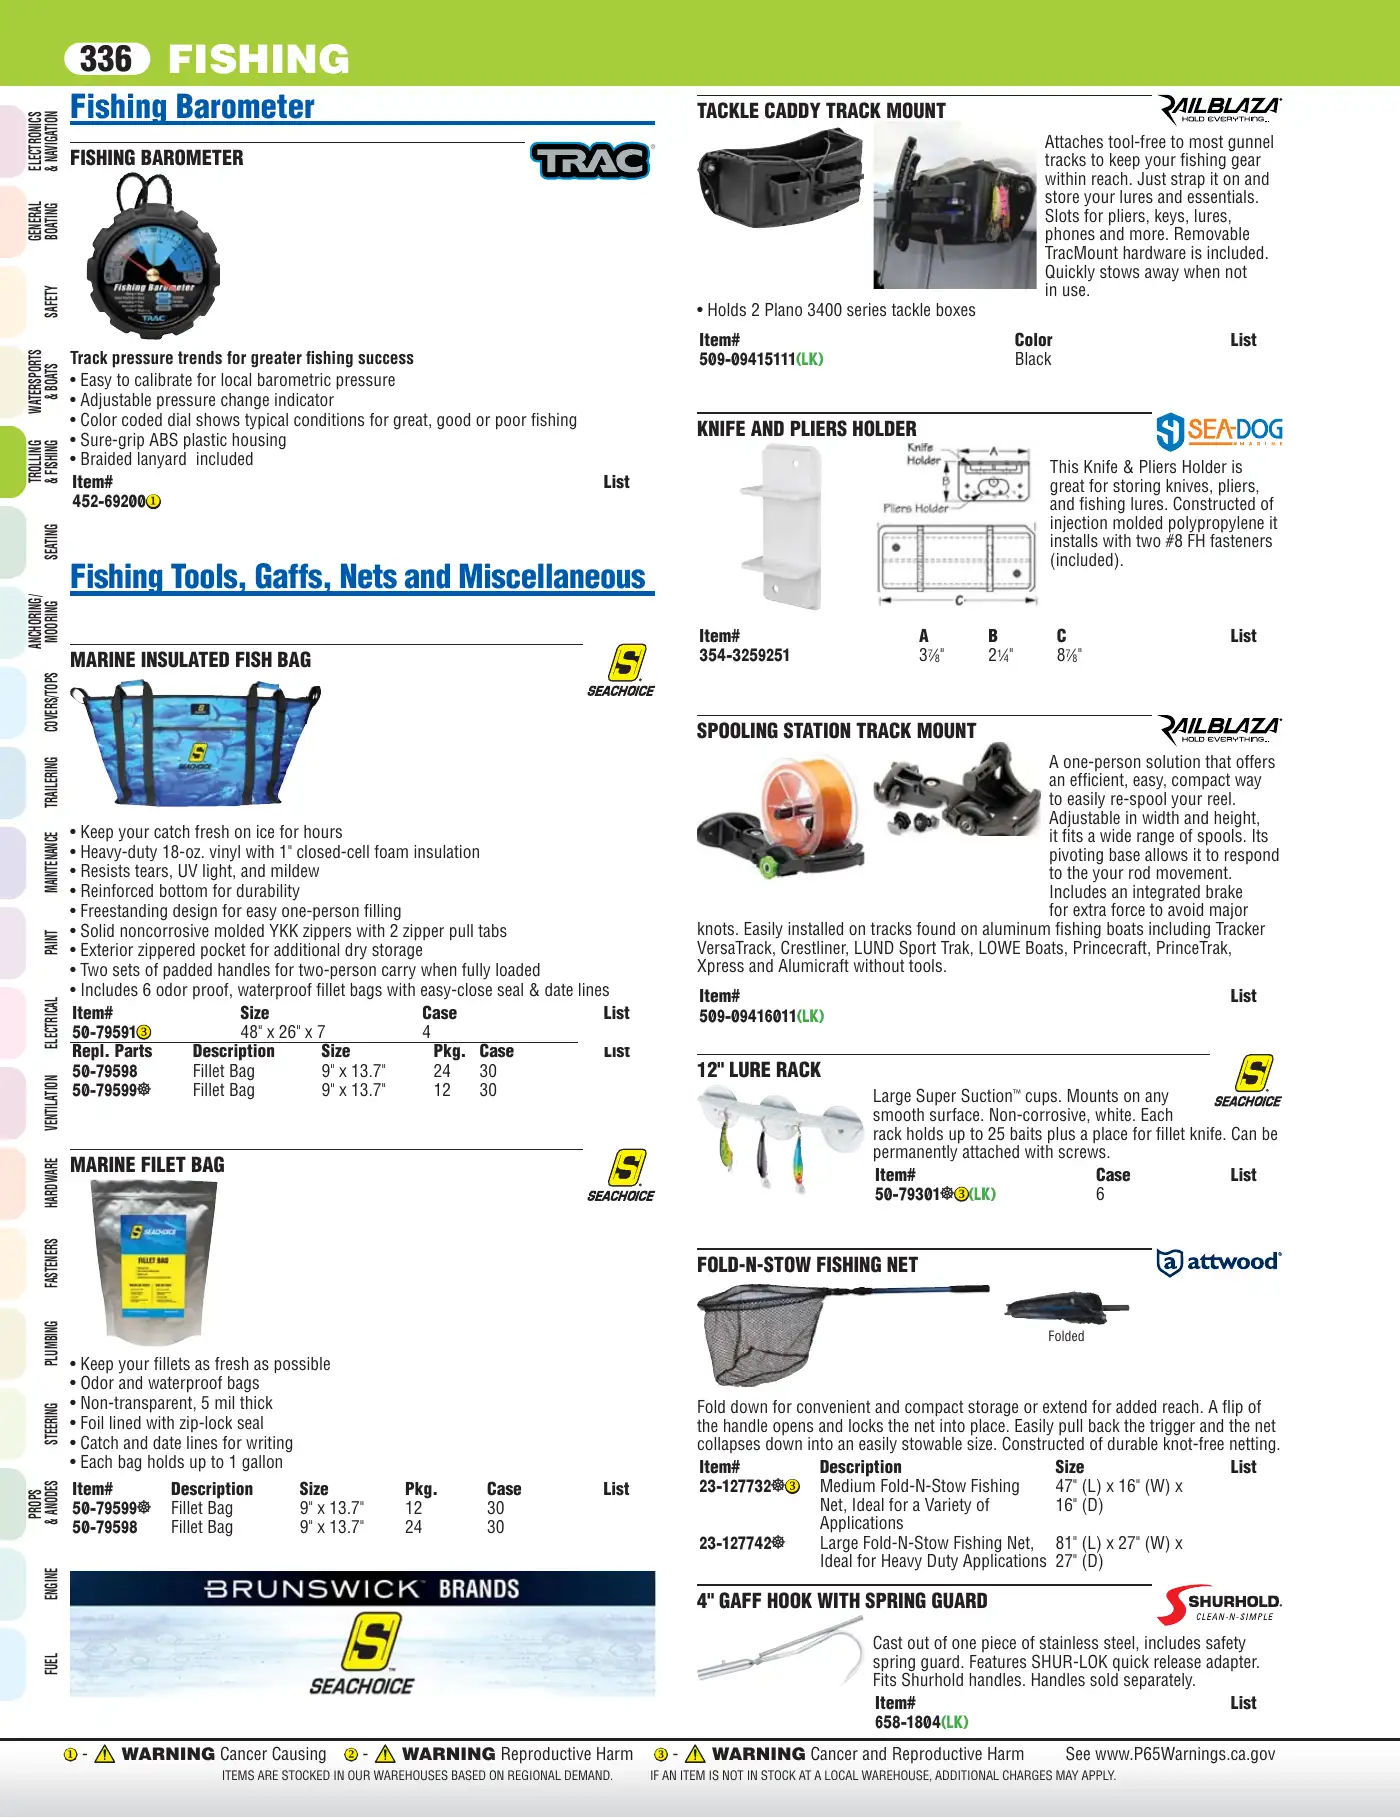 336 FISHING
ELECTRONICS
& NAVIGATION
GENERAL
BOATING
SAFETY
WATERSPORTS
& BOATS
TROLLING
& FISHING
SEATING
ANCHORING/
MOORING
COVERS/TOPS
TRAILERING
MAINTENANCE
PAINT
ELECTRICAL
VENTILATION
HARDWARE
FASTENERS
PLUMBING
STEERING
PROPS
& ANODES
ENGINE
FUEL
Fishing Barometer
FISHING BAROMETER
TRAC®
Fishing Barometer
TRAC
Track pressure trends for greater fishing success
• Easy to calibrate for local barometric pressure
• Adjustable pressure change indicator
• Color coded dial shows typical conditions for great, good or poor fishing
• Sure-grip ABS plastic housing
• Braided lanyard included
Item# List
452-69200 1
Fishing Tools, Gaffs, Nets and Miscellaneous
MARINE INSULATED FISH BAG
S
SEACHOICE
SEACHOICE
• Keep your catch fresh on ice for hours
• Heavy-duty 18-oz. vinyl with 1" closed-cell foam insulation
• Resists tears, UV light, and mildew
• Reinforced bottom for durability
• Freestanding design for easy one-person filling
• Solid noncorrosive molded YKK zippers with 2 zipper pull tabs
• Exterior zippered pocket for additional dry storage
• Two sets of padded handles for two-person carry when fully loaded
• Includes 6 odor proof, waterproof fillet bags with easy-close seal & date lines
Item# Size Case List
50-79591 3 48" x 26" x 7 4
Repl. Parts Description Size Pkg. Case List
50-79598 Fillet Bag 9" x 13.7" 24 30
50-79599☸ Fillet Bag 9" x 13.7" 12 30
MARINE FILET BAG
S
SEACHOICE
SEACHOICE
FILLET BAG
• Keep your fillets as fresh as possible
• Odor and waterproof bags
• Non-transparent, 5 mil thick
• Foil lined with zip-lock seal
• Catch and date lines for writing
• Each bag holds up to 1 gallon
Item# Description Size Pkg. Case List
50-79599☸ Fillet Bag 9" x 13.7" 12 30
50-79598 Fillet Bag 9" x 13.7" 24 30
BRUNSWICK™ BRANDS
S
SEACHOICE
TACKLE CADDY TRACK MOUNT
RAILBLAZA
HOLD EVERYTHING...
Attaches tool-free to most gunnel
tracks to keep your fishing gear
within reach. Just strap it on and
store your lures and essentials.
Slots for pliers, keys, lures,
phones and more. Removable
TracMount hardware is included.
Quickly stows away when not
in use.
• Holds 2 Plano 3400 series tackle boxes
Item# Color List
509-09415111(LK) Black
KNIFE AND PLIERS HOLDER
SEA-DOG
MARINE
Knife
Holder
A
B
Pliers Holder
C
This Knife & Pliers Holder is
great for storing knives, pliers,
and fishing lures. Constructed of
injection molded polypropylene it
installs with two #8 FH fasteners
(included).
Item# A B C List
354-3259251 3⅞" 2¼" 8⅞"
SPOOLING STATION TRACK MOUNT
RAILBLAZA
HOLD EVERYTHING...
A one-person solution that offers
an efficient, easy, compact way
to easily re-spool your reel.
Adjustable in width and height,
it fits a wide range of spools. Its
pivoting base allows it to respond
to the your rod movement.
Includes an integrated brake
for extra force to avoid major
knots. Easily installed on tracks found on aluminum fishing boats including Tracker
VersaTrack, Crestliner, LUND Sport Trak, LOWE Boats, Princecraft, PrinceTrak,
Xpress and Alumicraft without tools.
Item# List
509-09416011(LK)
12" LURE RACK
S
SEACHOICE
Large Super Suction™ cups. Mounts on any
smooth surface. Non-corrosive, white. Each
rack holds up to 25 baits plus a place for fillet knife. Can be
permanently attached with screws.
Item# Case List
50-79301☸ 3 (LK) 6
FOLD-N-STOW FISHING NET
attwood®
Folded
Fold down for convenient and compact storage or extend for added reach. A flip of
the handle opens and locks the net into place. Easily pull back the trigger and the net
collapses down into an easily stowable size. Constructed of durable knot-free netting.
Item# Description Size List
23-127732☸ 3 Medium Fold-N-Stow Fishing 47" (L) x 16" (W) x
Net, Ideal for a Variety of 16" (D)
Applications
23-127742☸ Large Fold-N-Stow Fishing Net, 81" (L) x 27" (W) x
Ideal for Heavy Duty Applications 27" (D)
4" GAFF HOOK WITH SPRING GUARD
SHURHOLD.
CLEAN-N-SIMPLE
Cast out of one piece of stainless steel, includes safety
spring guard. Features SHUR-LOK quick release adapter.
Fits Shurhold handles. Handles sold separately.
Item# List
658-1804(LK)
1 - ⚠ WARNING Cancer Causing 2 - ⚠ WARNING Reproductive Harm 3 - ⚠ WARNING Cancer and Reproductive Harm See www.P65Warnings.ca.gov
ITEMS ARE STOCKED IN OUR WAREHOUSES BASED ON REGIONAL DEMAND. IF AN ITEM IS NOT IN STOCK AT A LOCAL WAREHOUSE, ADDITIONAL CHARGES MAY APPLY.